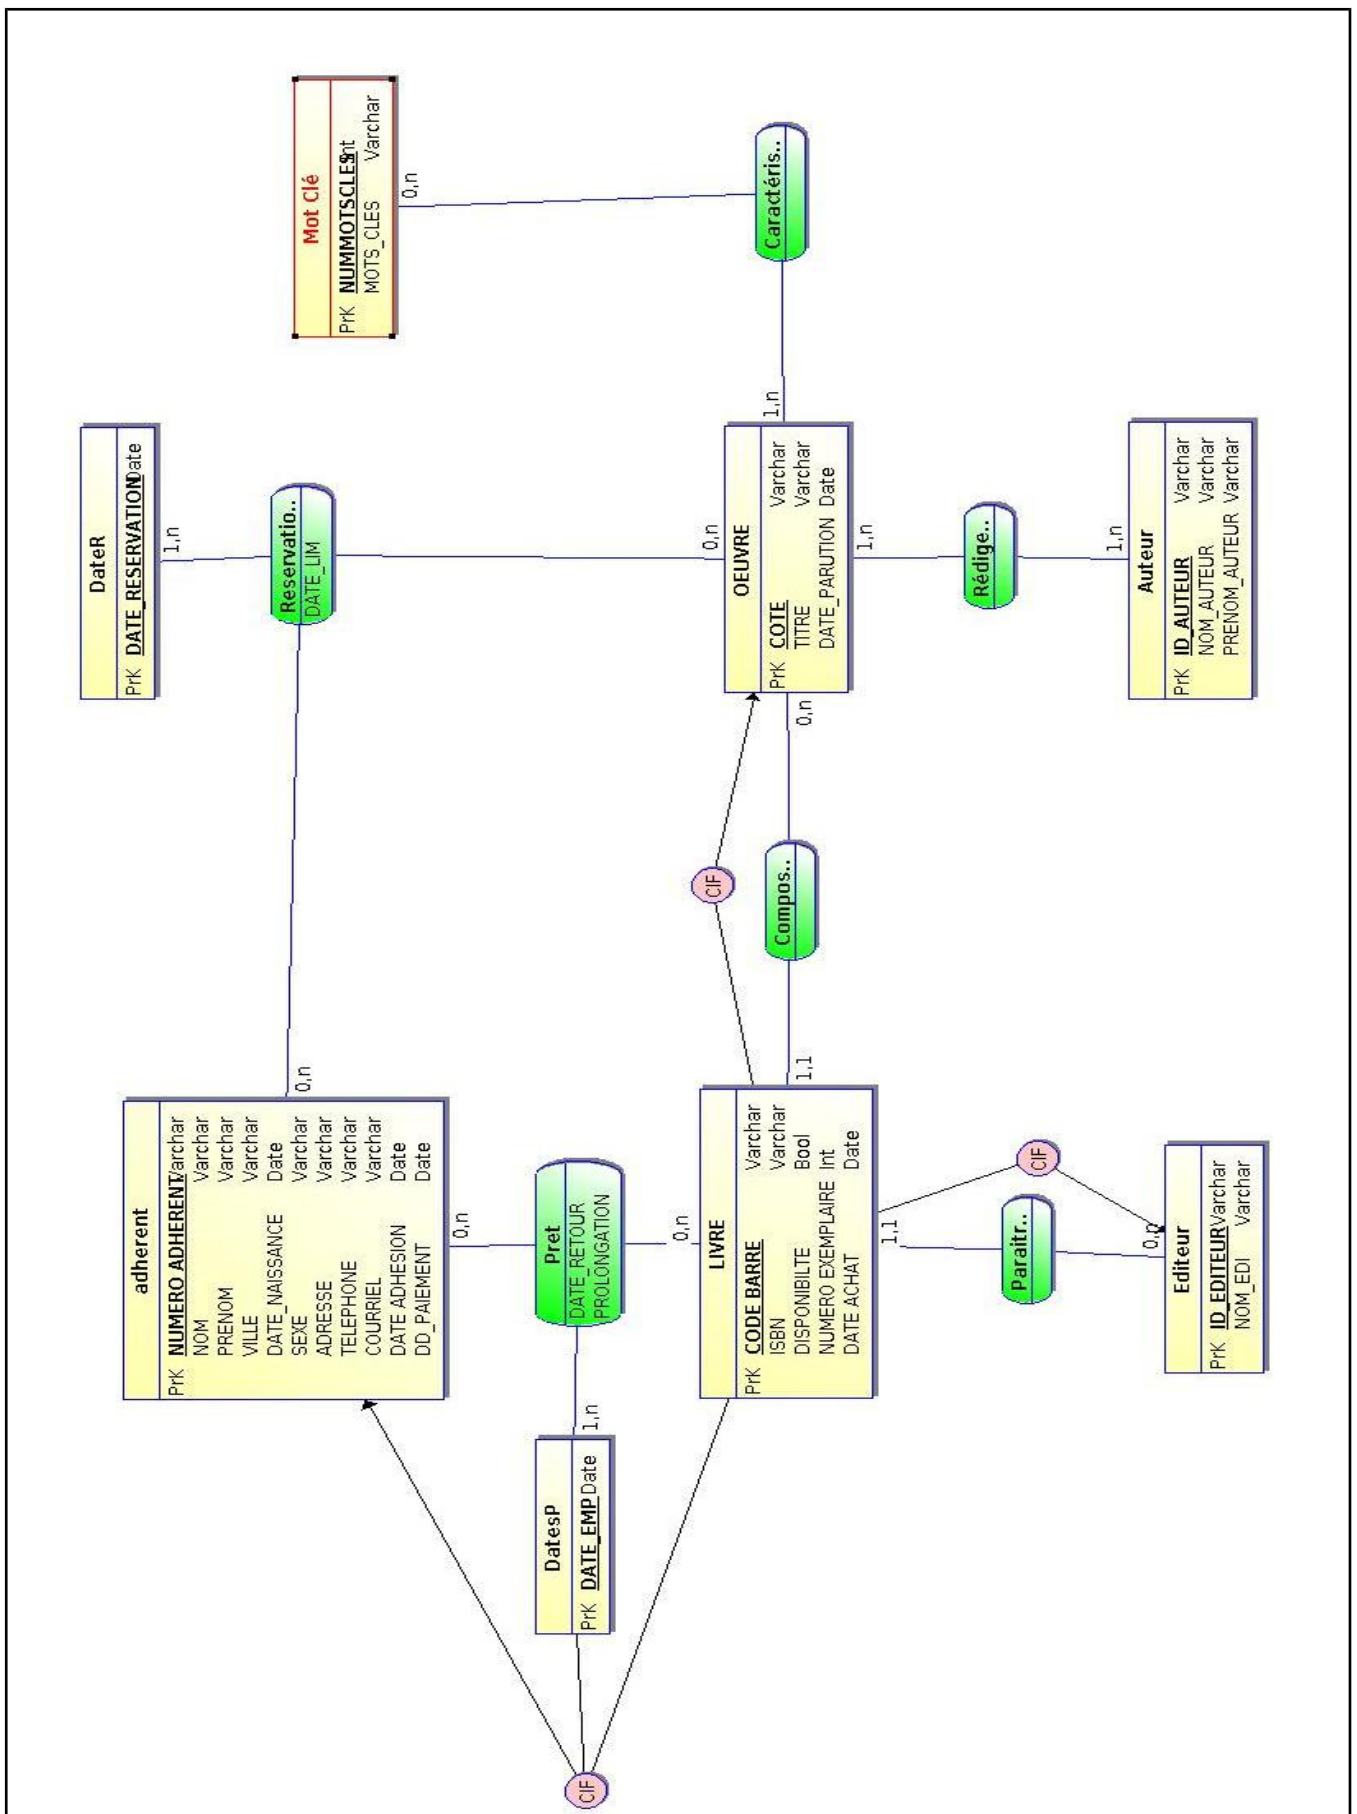 Mot Clé
PrK NUMMOTSCLES Int
MOTS_CLES Varchar
0,n
Caractéris..
DateR
PrK DATE_RESERVATION Date
1,n
Reservatio..
DATE_LIM
0,n
1,n
OEUVRE
PrK COTE Varchar
TITRE Varchar
DATE_PARUTION Date
1,n
0,n
Rédige..
1,n
Auteur
PrK ID_AUTEUR Varchar
NOM_AUTEUR Varchar
PRENOM_AUTEUR Varchar
CIF
Compos..
adherent
PrK NUMERO ADHERENT Varchar
NOM Varchar
PRENOM Varchar
VILLE Varchar
DATE_NAISSANCE Date
SEXE Varchar
ADRESSE Varchar
TELEPHONE Varchar
COURRIEL Varchar
DATE ADHESION Date
DD_PAIEMENT Date
0,n
0,n
Pret
DATE_RETOUR
PROLONGATION
0,n
LIVRE
PrK CODE BARRE Varchar
ISBN Varchar
DISPONIBILTE Bool
NUMERO EXEMPLAIRE Int
DATE ACHAT Date
1,1
1,1
CIF
Paraitr..
0,n
Editeur
PrK ID_EDITEUR Varchar
NOM_EDI Varchar
1,n
DatesP
PrK DATE_EMP Date
CIF